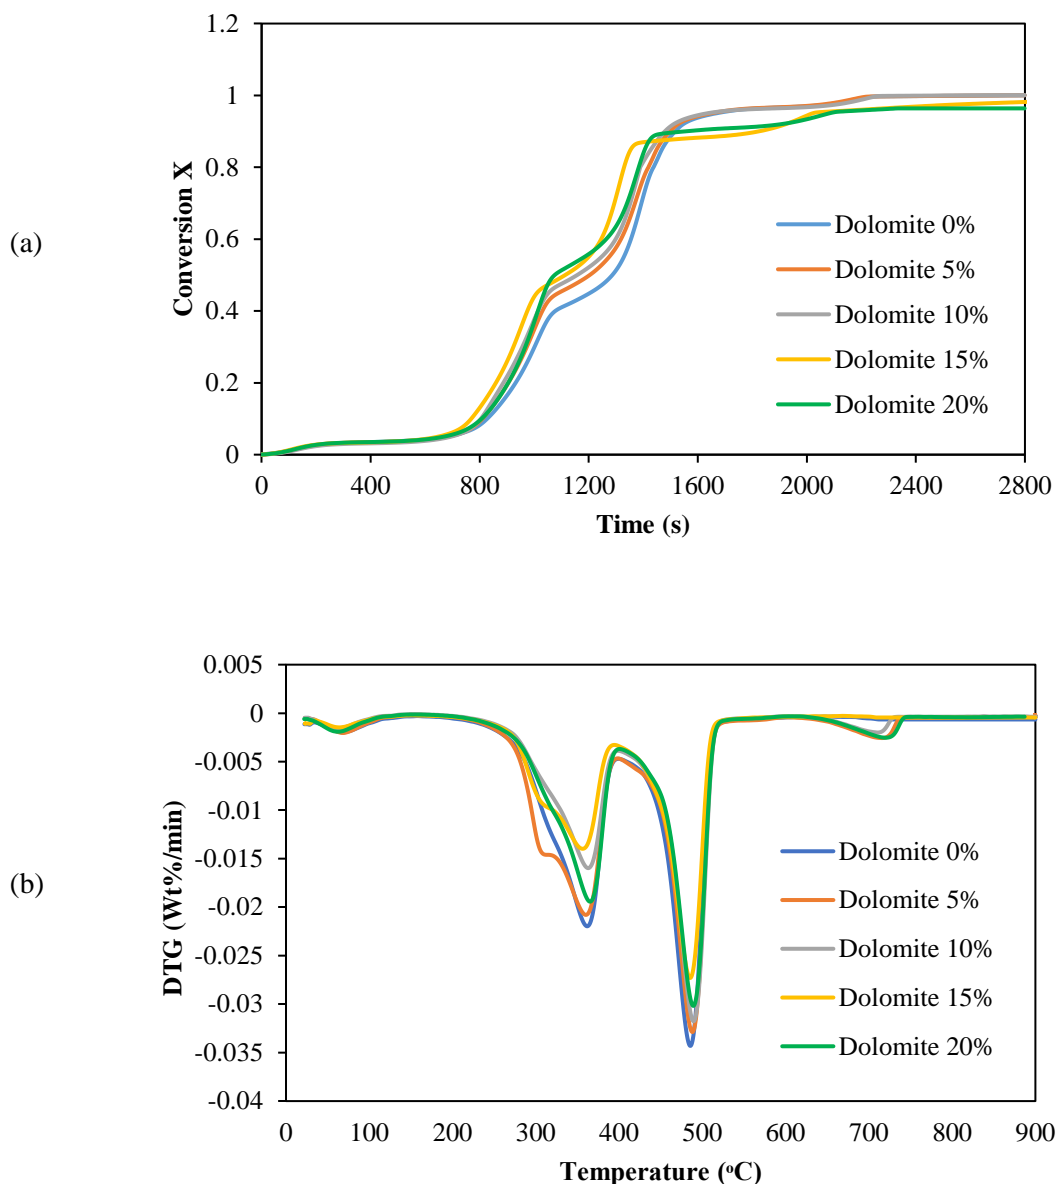 (a)
Conversion X
1.2
1
0.8
0.6
0.4
0.2
0
0 400 800 1200 1600 2000 2400 2800
Time (s)
Dolomite 0%
Dolomite 5%
Dolomite 10%
Dolomite 15%
Dolomite 20%
(b)
DTG (Wt%/min)
0.005
0
-0.005
-0.01
-0.015
-0.02
-0.025
-0.03
-0.035
-0.04
0 100 200 300 400 500 600 700 800 900
Temperature (ºC)
Dolomite 0%
Dolomite 5%
Dolomite 10%
Dolomite 15%
Dolomite 20%